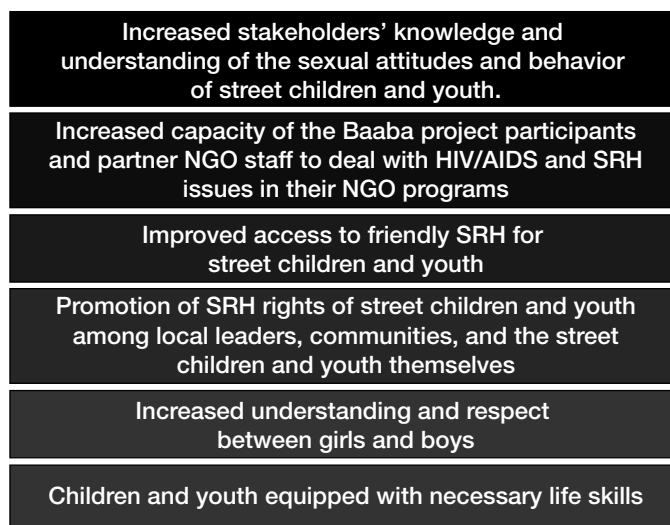 Increased stakeholders’ knowledge and
understanding of the sexual attitudes and behavior
of street children and youth.
Increased capacity of the Baaba project participants
and partner NGO staff to deal with HIV/AIDS and SRH
issues in their NGO programs
Improved access to friendly SRH for
street children and youth
Promotion of SRH rights of street children and youth
among local leaders, communities, and the street
children and youth themselves
Increased understanding and respect
between girls and boys
Children and youth equipped with necessary life skills